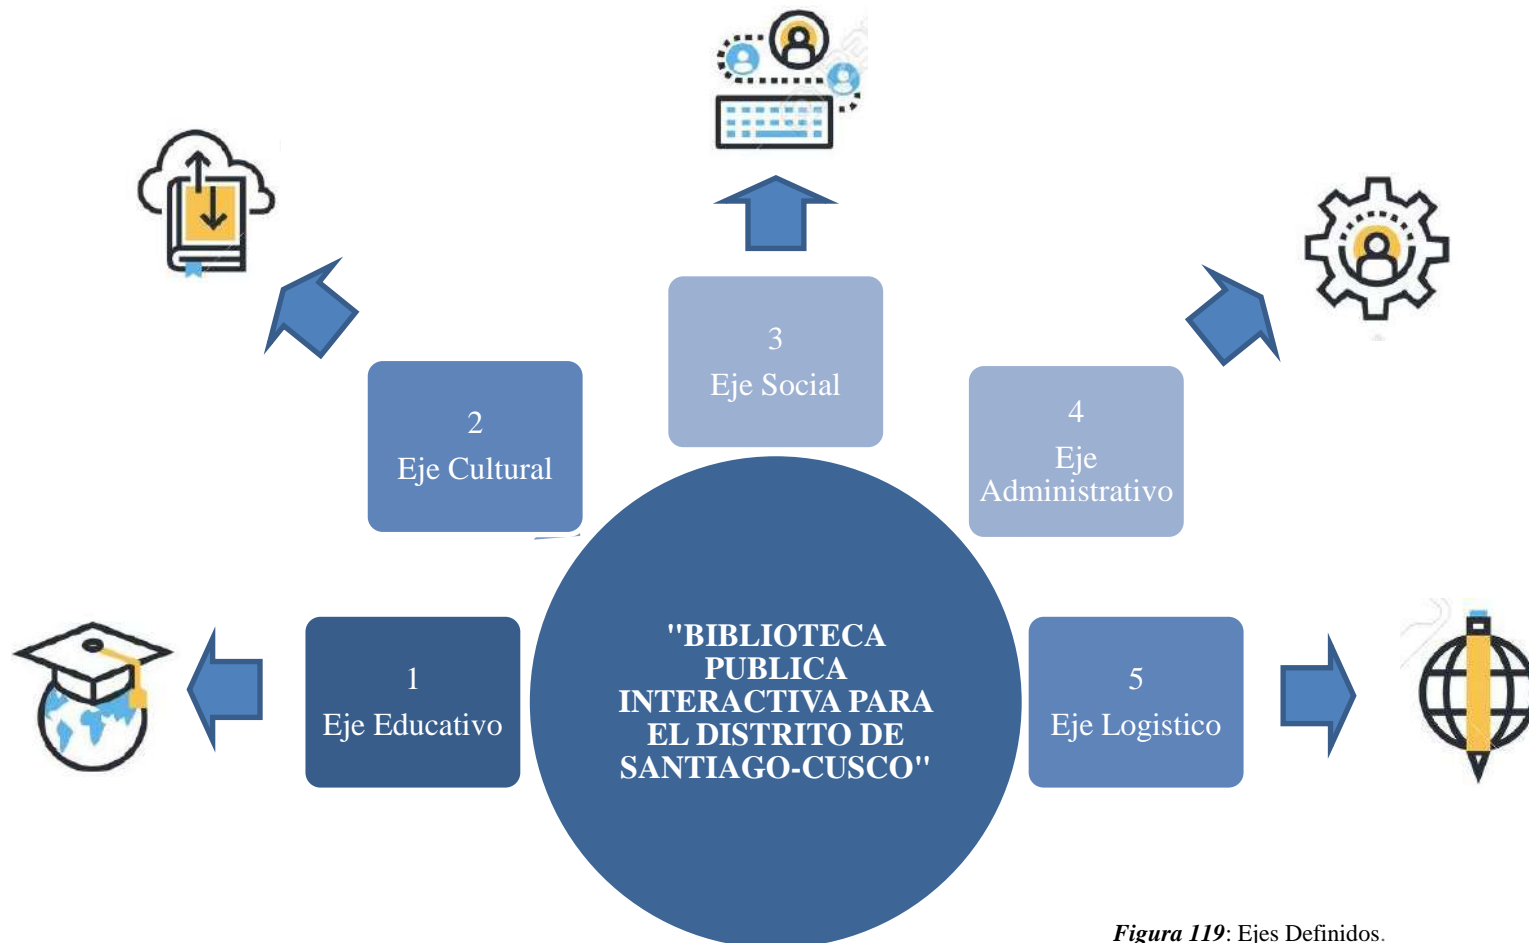 3
Eje Social
2
Eje Cultural
4
Eje
Administrativo
1
Eje Educativo
"BIBLIOTECA
PUBLICA
INTERACTIVA PARA
EL DISTRITO DE
SANTIAGO-CUSCO"
5
Eje Logistico
Figura 119: Ejes Definidos.